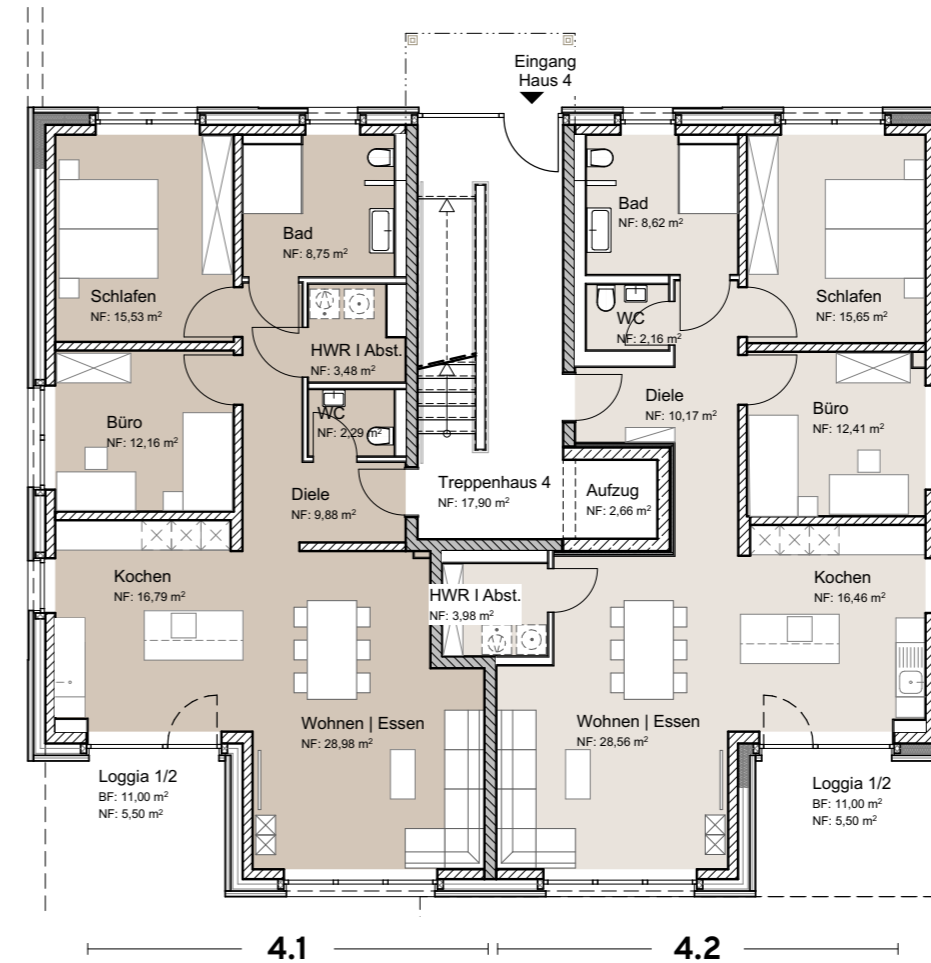 Eingang
Haus 4
Bad
NF: 8,75 m²
Bad
NF: 8,62 m²
Schlafen
NF: 15,53 m²
Schlafen
NF: 15,65 m²
WC
NF: 2,16 m²
HWR I Abst.
NF: 3,48 m²
Diele
NF: 10,17 m²
Büro
NF: 12,16 m²
WC
NF: 2,29 m²
Büro
NF: 12,41 m²
Diele
NF: 9,88 m²
Treppenhaus 4
NF: 17,90 m²
Aufzug
NF: 2,66 m²
Kochen
NF: 16,79 m²
HWR I Abst.
NF: 3,98 m²
Kochen
NF: 16,46 m²
Wohnen | Essen
NF: 28,98 m²
Wohnen | Essen
NF: 28,56 m²
Loggia 1/2
BF: 11,00 m²
NF: 5,50 m²
Loggia 1/2
BF: 11,00 m²
NF: 5,50 m²
4.1
4.2